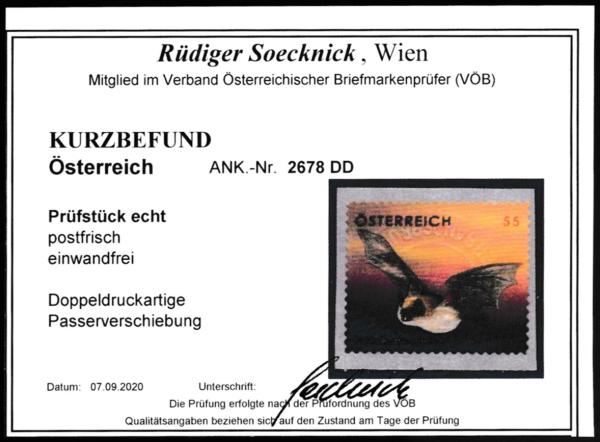 Rüdiger Soecknick, Wien
Mitglied im Verband Österreichischer Briefmarkenprüfer (VÖB)
KURZBEFUND
Österreich ANK.-Nr. 2678 DD
Prüfstück echt
postfrisch
einwandfrei
Doppeldruckartige
Passerverschiebung
ÖSTERREICH 55
Datum: 07.09.2020 Unterschrift:
Die Prüfung erfolgte nach der Prüfordnung des VÖB
Qualitätsangaben beziehen sich auf den Zustand am Tage der Prüfung